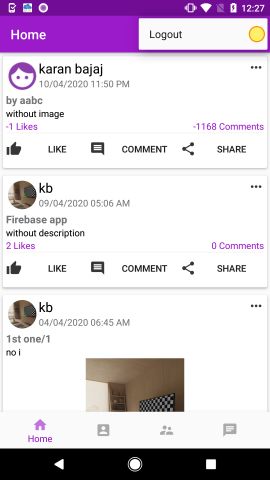 12:27
Home
Logout
karan bajaj
10/04/2020 11:50 PM
by aabc
without image
-1 Likes
-1168 Comments
LIKE
COMMENT
SHARE
kb
09/04/2020 05:06 AM
Firebase app
without description
2 Likes
0 Comments
LIKE
COMMENT
SHARE
kb
04/04/2020 06:45 AM
1st one/1
no i
Home